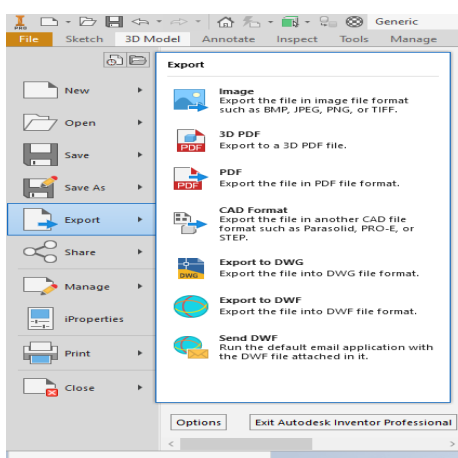 PRO
Generic
File Sketch 3D Model Annotate Inspect Tools Manage
Export
New
Open
Save
Save As
Export
Share
Manage
iProperties
Print
Close
Image
Export the file in image file format
such as BMP, JPEG, PNG, or TIFF.
3D PDF
Export to a 3D PDF file.
PDF
PDF
Export the file in PDF file format.
PDF
CAD Format
Export the file in another CAD file
format such as Parasolid, PRO-E, or
STEP.
Export to DWG
Export the file into DWG file format.
DWG
Export to DWF
Export the file into DWF file format.
Send DWF
Run the default email application with
the DWF file attached in it.
Options Exit Autodesk Inventor Professional